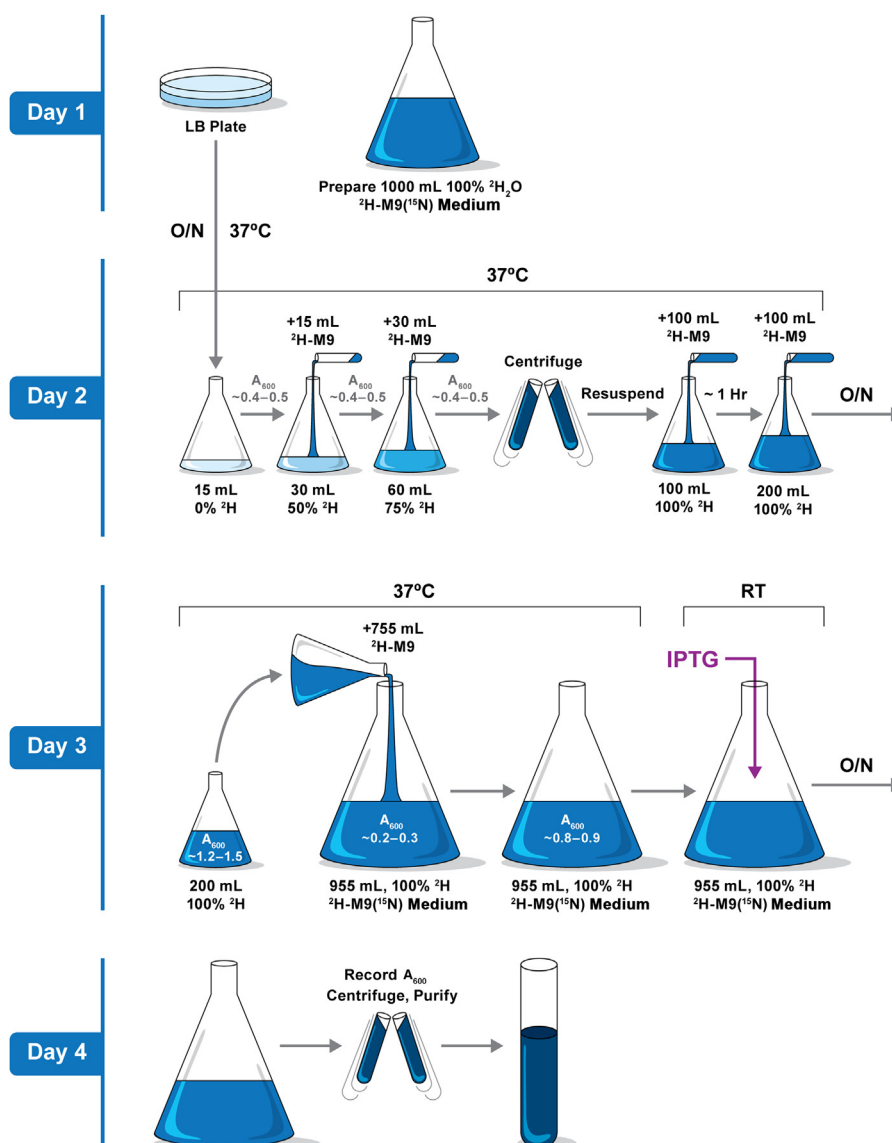 Day 1
LB Plate
Prepare 1000 mL 100% ²H₂O
²H-M9(¹⁵N) Medium
O/N 37ºC
Day 2
37ºC
+15 mL
²H-M9
+30 mL
²H-M9
+100 mL
²H-M9
+100 mL
²H-M9
A₆₀₀
~0.4–0.5
A₆₀₀
~0.4–0.5
A₆₀₀
~0.4–0.5
Centrifuge
Resuspend
~ 1 Hr
O/N
15 mL
0% ²H
30 mL
50% ²H
60 mL
75% ²H
100 mL
100% ²H
200 mL
100% ²H
Day 3
37ºC
RT
+755 mL
²H-M9
IPTG
O/N
A₆₀₀
~1.2–1.5
A₆₀₀
~0.2–0.3
A₆₀₀
~0.8–0.9
200 mL
100% ²H
955 mL, 100% ²H
²H-M9(¹⁵N) Medium
955 mL, 100% ²H
²H-M9(¹⁵N) Medium
955 mL, 100% ²H
²H-M9(¹⁵N) Medium
Day 4
Record A₆₀₀
Centrifuge, Purify